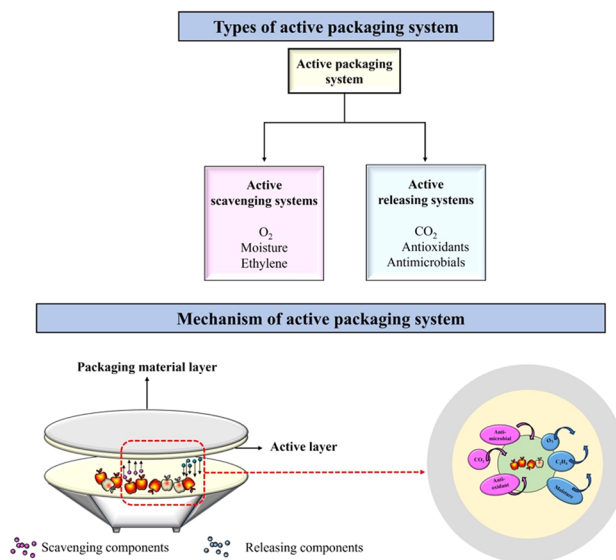 Types of active packaging system
Active packaging
system
Active
scavenging systems
O₂
Moisture
Ethylene
Active
releasing systems
CO₂
Antioxidants
Antimicrobials
Mechanism of active packaging system
Packaging material layer
Active layer
Anti-
microbial
O₂
CO₂
C₂H₄
Anti-
oxidant
Moisture
Scavenging components
Releasing components